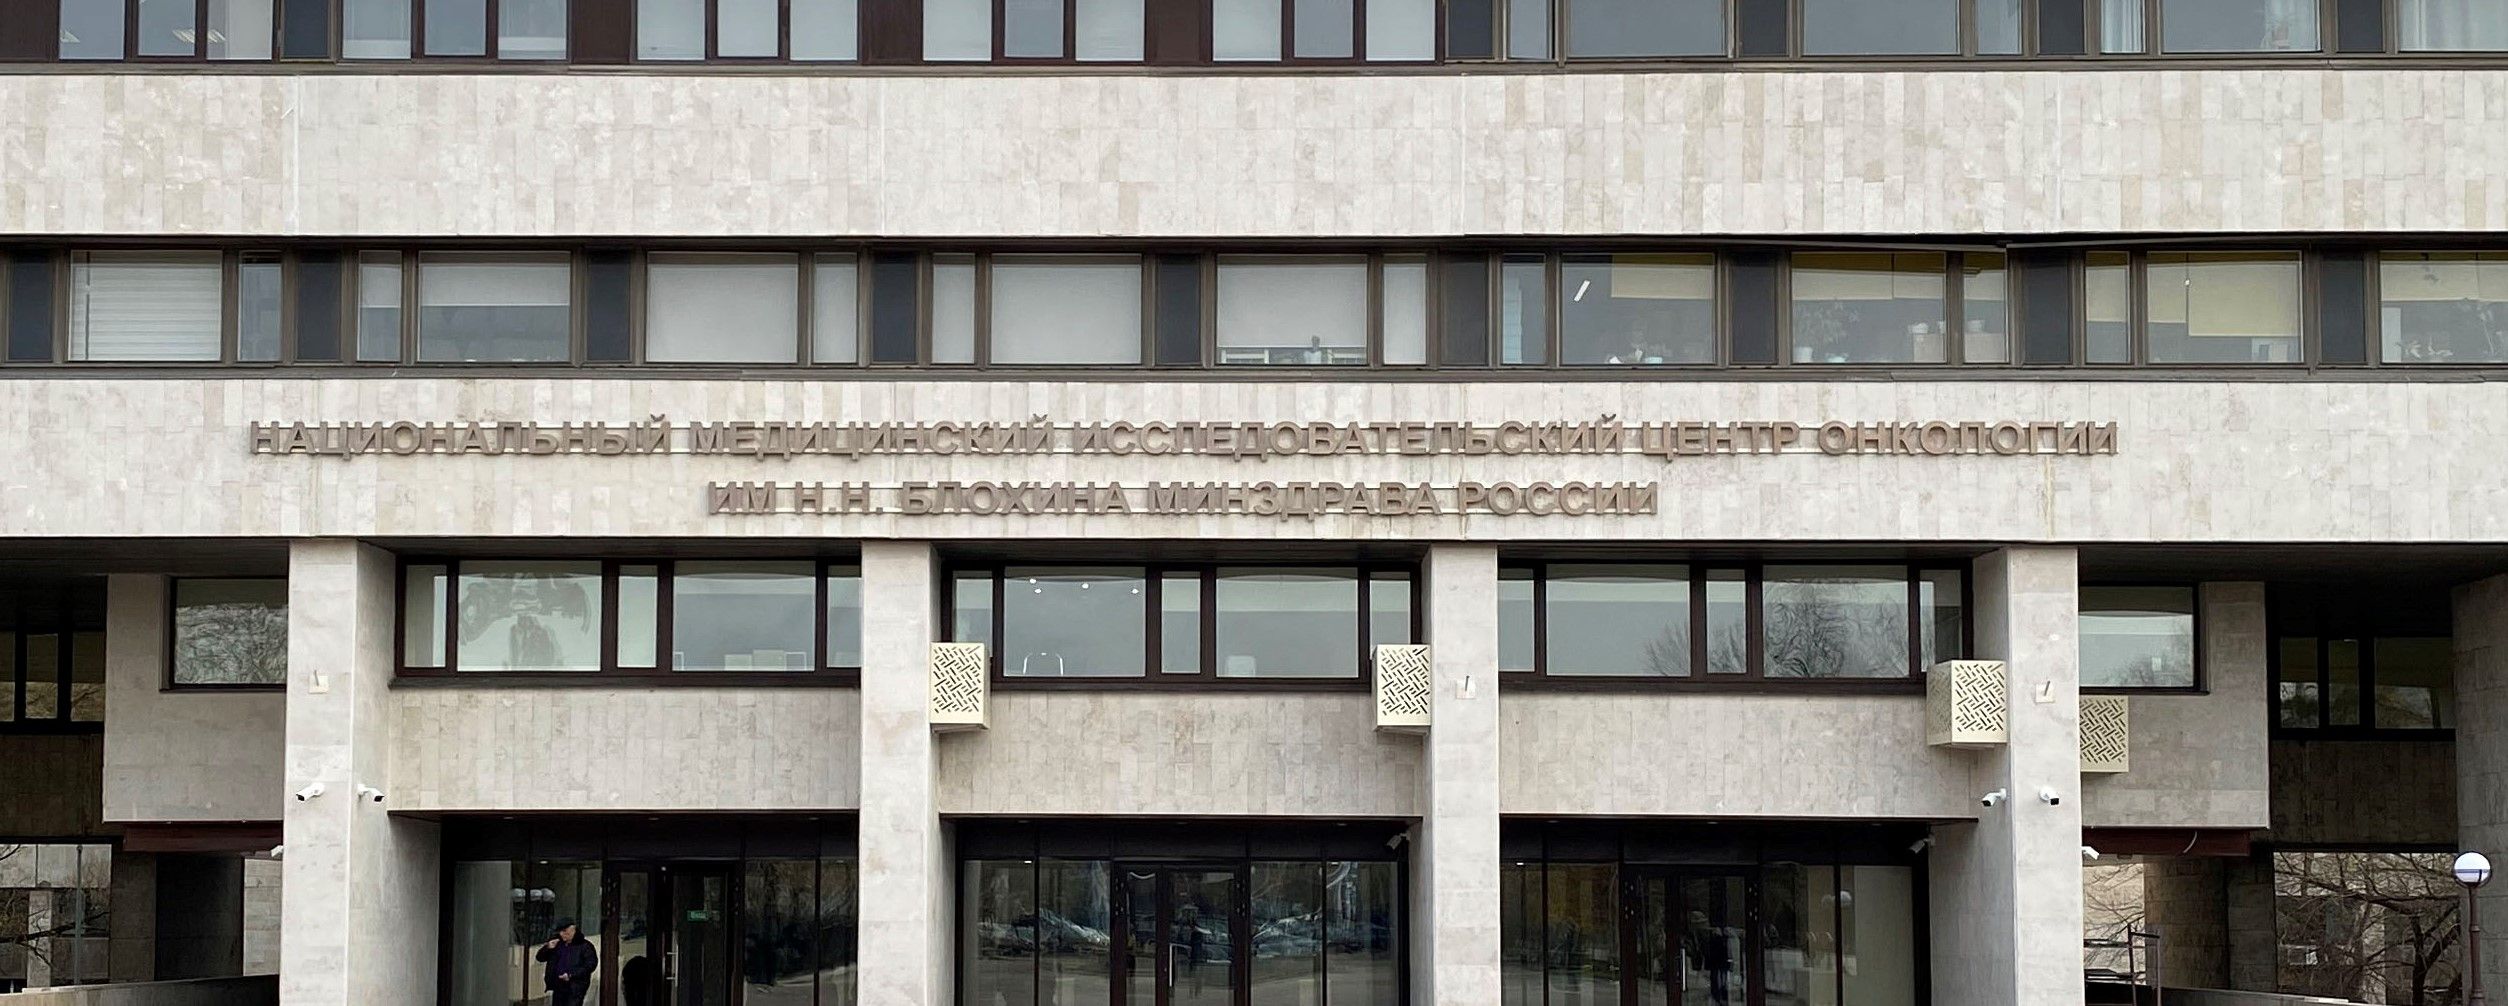 НАЦИОНАЛЬНЫЙ МЕДИЦИНСКИЙ ИССЛЕДОВАТЕЛЬСКИЙ ЦЕНТР ОНКОЛОГИИ
ИМ Н.Н. БЛОХИНА МИНЗДРАВА РОССИИ